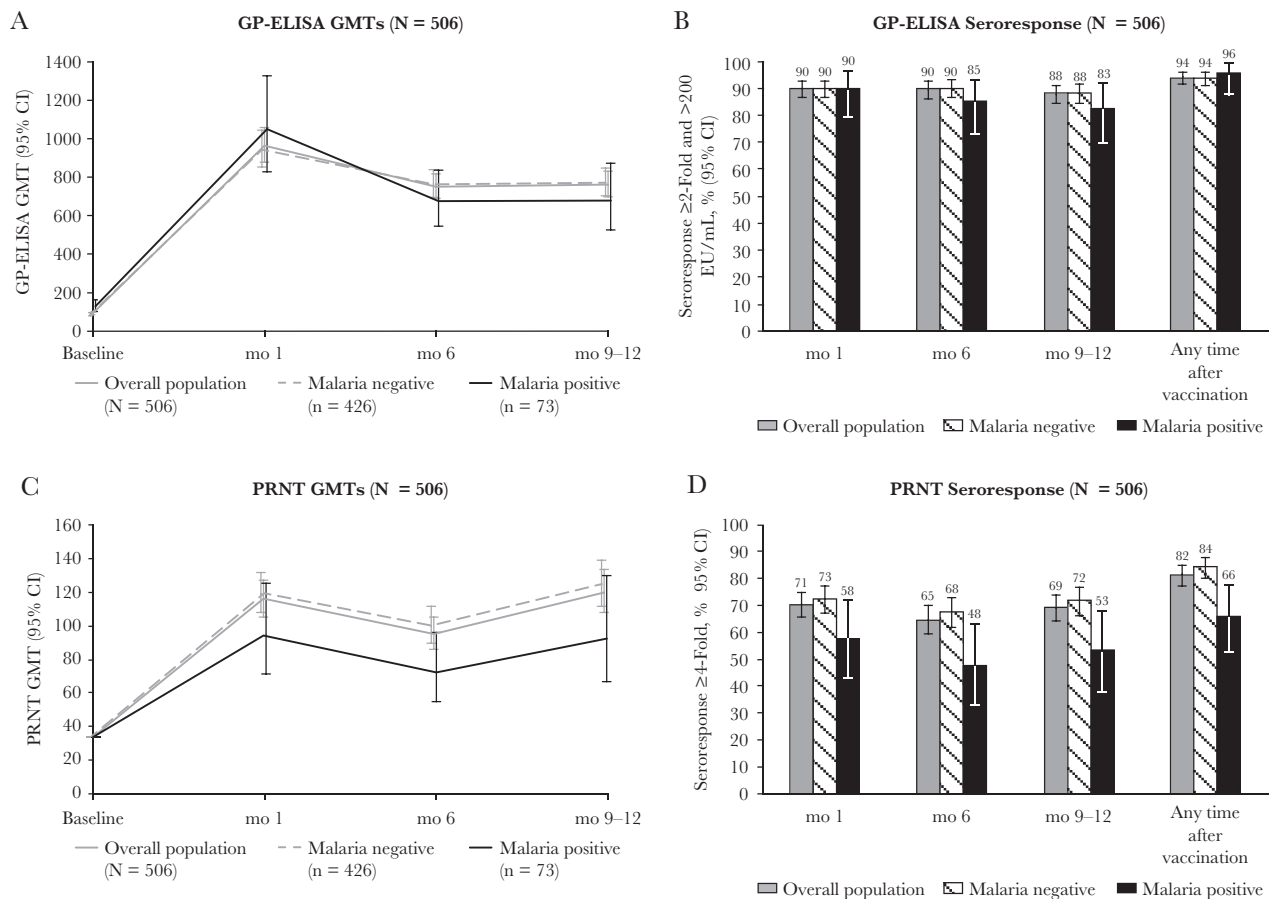 A
GP-ELISA GMTs (N = 506)
GP-ELISA GMT (95% CI)
1400
1200
1000
800
600
400
200
0
Baseline
mo 1
mo 6
mo 9–12
Overall population
(N = 506)
Malaria negative
(n = 426)
Malaria positive
(n = 73)
B
GP-ELISA Seroresponse (N = 506)
Seroresponse ≥2-Fold and >200
EU/mL, % (95% CI)
100
90
80
70
60
50
40
30
20
10
0
90
90
90
90
90
85
88
88
83
94
94
96
mo 1
mo 6
mo 9–12
Any time
after
vaccination
Overall population
Malaria negative
Malaria positive
C
PRNT GMTs (N = 506)
PRNT GMT (95% CI)
160
140
120
100
80
60
40
20
0
Baseline
mo 1
mo 6
mo 9–12
Overall population
(N = 506)
Malaria negative
(n = 426)
Malaria positive
(n = 73)
D
PRNT Seroresponse (N = 506)
Seroresponse ≥4-Fold, % 95% CI)
100
90
80
70
60
50
40
30
20
10
0
71
73
58
65
68
48
69
72
53
82
84
66
mo 1
mo 6
mo 9–12
Any time
after
vaccination
Overall population
Malaria negative
Malaria positive